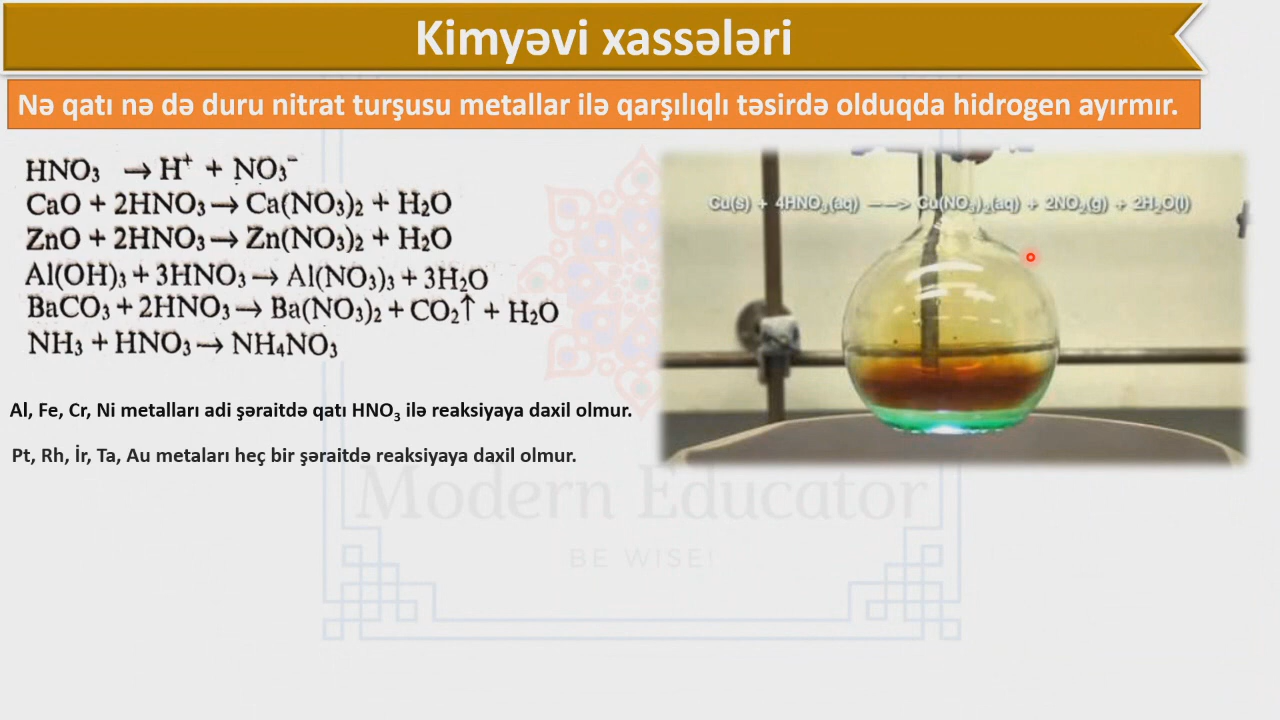 Kimyəvi xassələri
Nə qatı nə də duru nitrat turşusu metallar ilə qarşılıqlı təsirdə olduqda hidrogen ayırmır.
HNO₃ → H⁺ + NO₃⁻
CaO + 2HNO₃ → Ca(NO₃)₂ + H₂O
ZnO + 2HNO₃ → Zn(NO₃)₂ + H₂O
Al(OH)₃ + 3HNO₃ → Al(NO₃)₃ + 3H₂O
BaCO₃ + 2HNO₃ → Ba(NO₃)₂ + CO₂↑ + H₂O
NH₃ + HNO₃ → NH₄NO₃
Cu(s) + 4HNO₃(aq) ——> Cu(NO₃)₂(aq) + 2NO₂(g) + 2H₂O(l)
Al, Fe, Cr, Ni metalları adi şəraitdə qatı HNO₃ ilə reaksiyaya daxil olmur.
Pt, Rh, İr, Ta, Au metaları heç bir şəraitdə reaksiyaya daxil olmur.
Modern Educator
BE WISE!